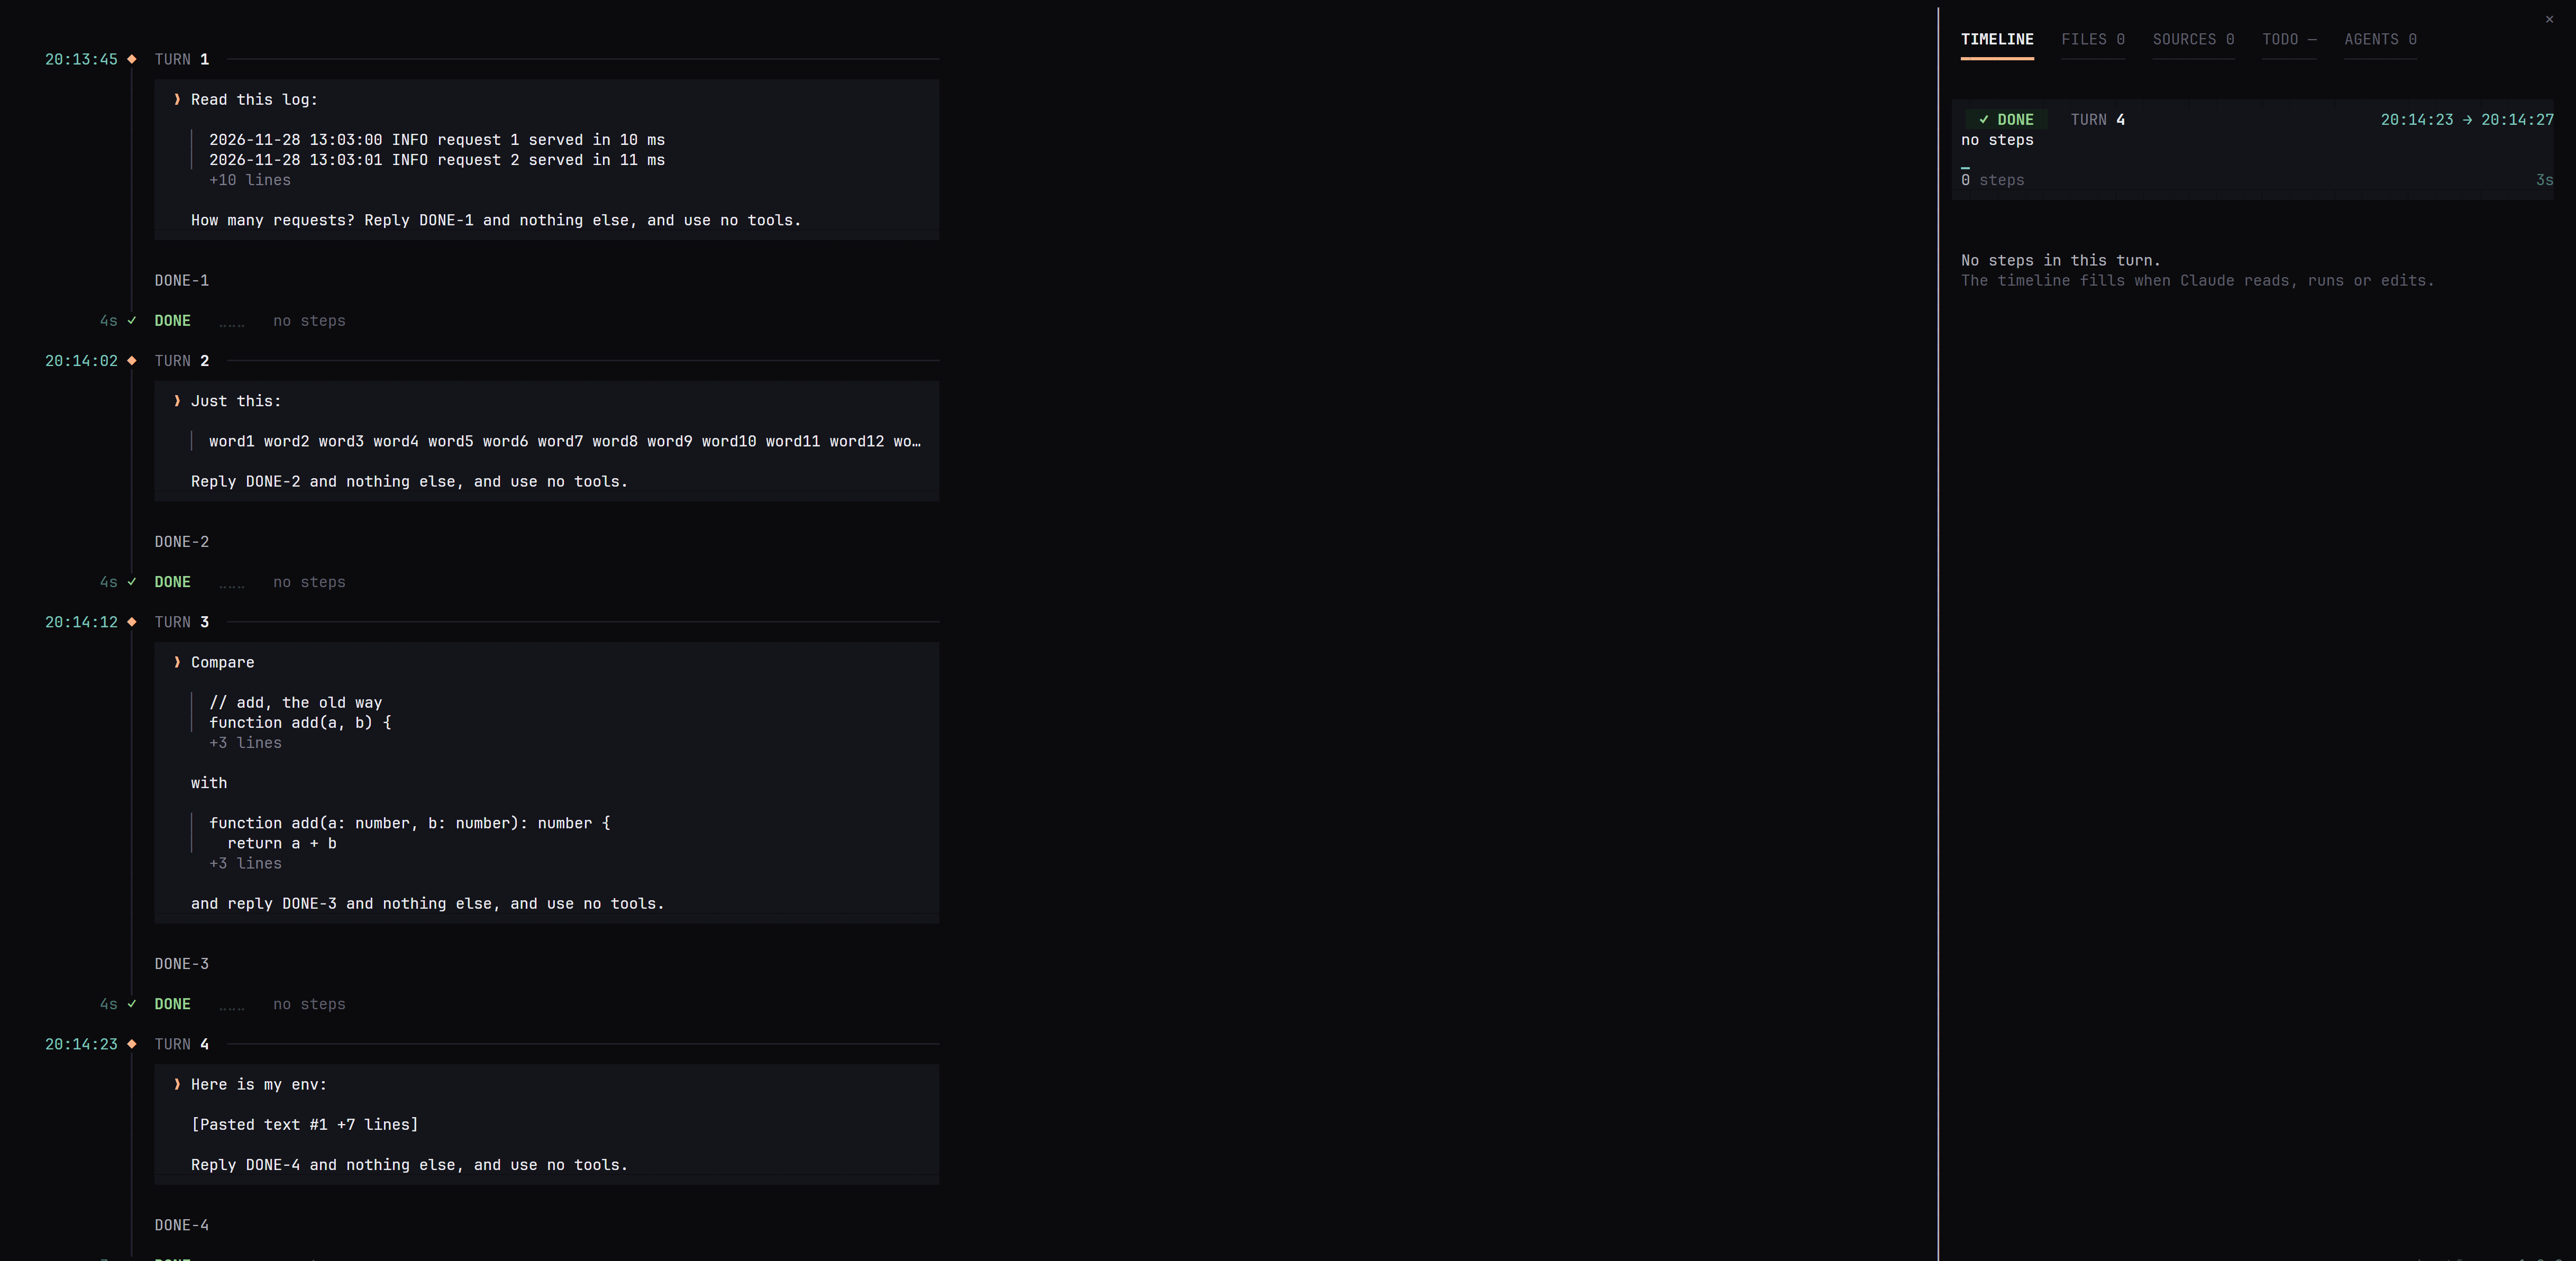 20:13:45 ◆ TURN 1
❯ Read this log:
2026-11-28 13:03:00 INFO request 1 served in 10 ms
2026-11-28 13:03:01 INFO request 2 served in 11 ms
+10 lines
How many requests? Reply DONE-1 and nothing else, and use no tools.
DONE-1
4s ✓ DONE no steps
20:14:02 ◆ TURN 2
❯ Just this:
word1 word2 word3 word4 word5 word6 word7 word8 word9 word10 word11 word12 wo…
Reply DONE-2 and nothing else, and use no tools.
DONE-2
4s ✓ DONE no steps
20:14:12 ◆ TURN 3
❯ Compare
// add, the old way
function add(a, b) {
+3 lines
with
function add(a: number, b: number): number {
return a + b
+3 lines
and reply DONE-3 and nothing else, and use no tools.
DONE-3
4s ✓ DONE no steps
20:14:23 ◆ TURN 4
❯ Here is my env:
[Pasted text #1 +7 lines]
Reply DONE-4 and nothing else, and use no tools.
DONE-4
×
TIMELINE FILES 0 SOURCES 0 TODO — AGENTS 0
✓ DONE TURN 4 20:14:23 → 20:14:27
no steps
0 steps 3s
No steps in this turn.
The timeline fills when Claude reads, runs or edits.